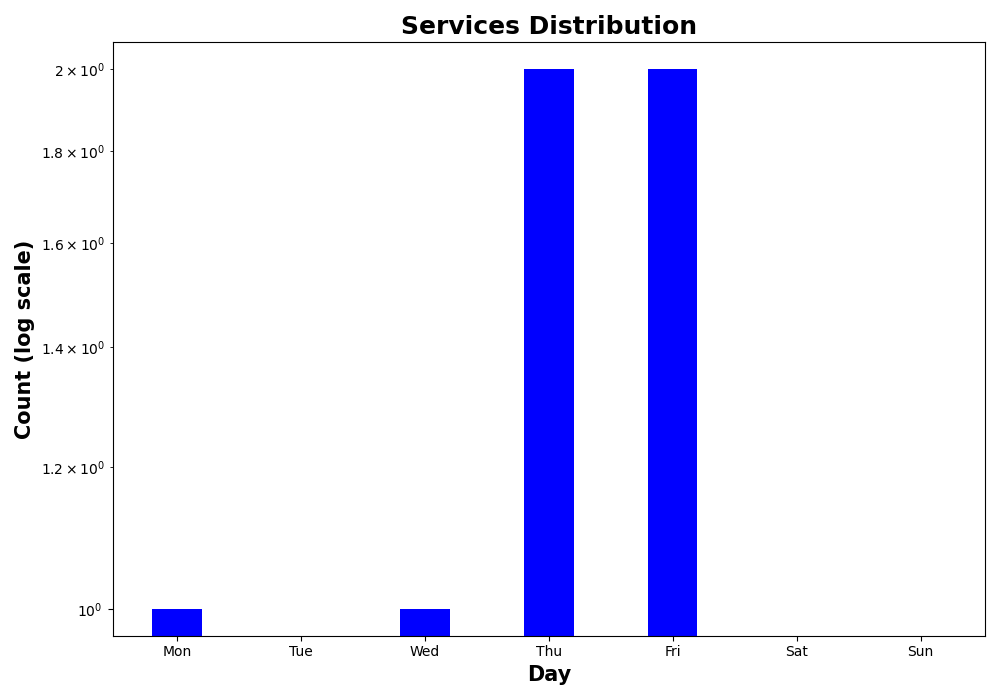 Services Distribution
2 × 10⁰
1.8 × 10⁰
1.6 × 10⁰
1.4 × 10⁰
1.2 × 10⁰
10⁰
Count (log scale)
Mon Tue Wed Thu Fri Sat Sun
Day